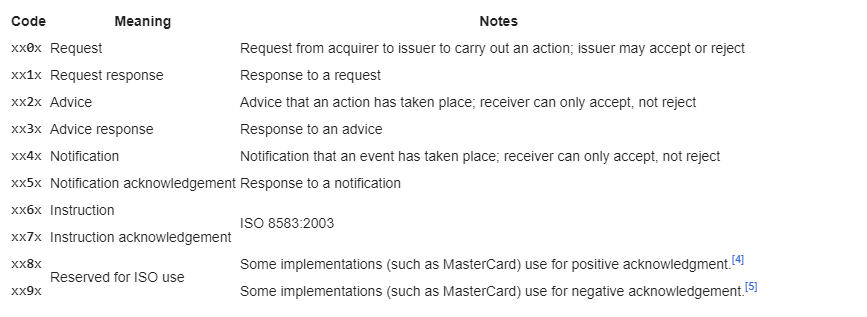 Code Meaning Notes
xx0x Request Request from acquirer to issuer to carry out an action; issuer may accept or reject
xx1x Request response Response to a request
xx2x Advice Advice that an action has taken place; receiver can only accept, not reject
xx3x Advice response Response to an advice
xx4x Notification Notification that an event has taken place; receiver can only accept, not reject
xx5x Notification acknowledgement Response to a notification
xx6x Instruction
ISO 8583:2003
xx7x Instruction acknowledgement
xx8x Some implementations (such as MasterCard) use for positive acknowledgment.[4]
Reserved for ISO use
xx9x Some implementations (such as MasterCard) use for negative acknowledgement.[5]